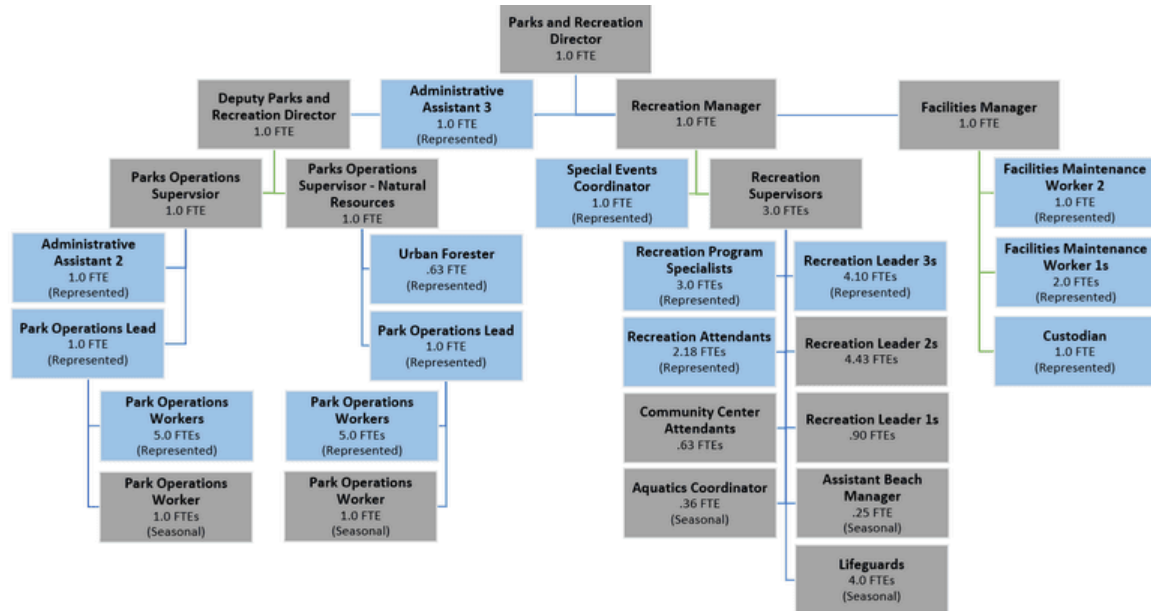 Parks and Recreation
Director
1.0 FTE
Deputy Parks and
Recreation Director
1.0 FTE
Administrative
Assistant 3
1.0 FTE
(Represented)
Recreation Manager
1.0 FTE
Facilities Manager
1.0 FTE
Parks Operations
Supervsior
1.0 FTE
Parks Operations
Supervisor - Natural
Resources
1.0 FTE
Special Events
Coordinator
1.0 FTE
(Represented)
Recreation
Supervisors
3.0 FTEs
Facilities Maintenance
Worker 2
1.0 FTE
(Represented)
Administrative
Assistant 2
1.0 FTE
(Represented)
Urban Forester
.63 FTE
(Represented)
Recreation Program
Specialists
3.0 FTEs
(Represented)
Recreation Leader 3s
4.10 FTEs
(Represented)
Facilities Maintenance
Worker 1s
2.0 FTEs
(Represented)
Park Operations Lead
1.0 FTE
(Represented)
Park Operations Lead
1.0 FTE
(Represented)
Recreation Attendants
2.18 FTEs
(Represented)
Recreation Leader 2s
4.43 FTEs
Custodian
1.0 FTE
(Represented)
Park Operations
Workers
5.0 FTEs
(Represented)
Park Operations
Workers
5.0 FTEs
(Represented)
Community Center
Attendants
.63 FTE
Recreation Leader 1s
.90 FTEs
Park Operations
Worker
1.0 FTEs
(Seasonal)
Park Operations
Worker
1.0 FTE
(Seasonal)
Aquatics Coordinator
.36 FTE
(Seasonal)
Assistant Beach
Manager
.25 FTE
(Seasonal)
Lifeguards
4.0 FTEs
(Seasonal)